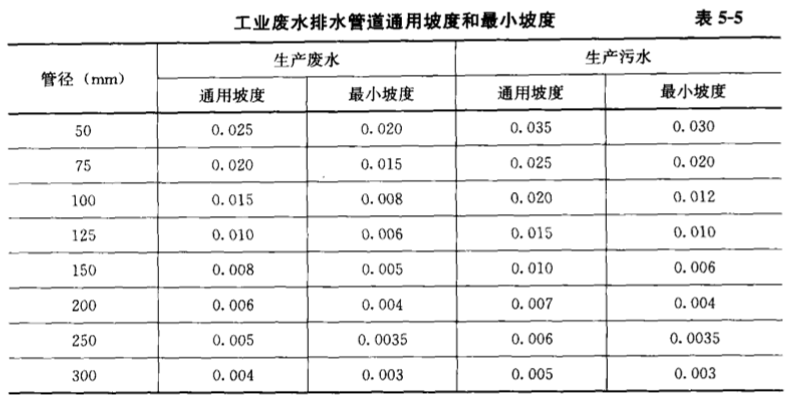 工业废水排水管道通用坡度和最小坡度 表 5-5
管径（mm） 生产废水 生产污水
通用坡度 最小坡度 通用坡度 最小坡度
50 0.025 0.020 0.035 0.030
75 0.020 0.015 0.025 0.020
100 0.015 0.008 0.020 0.012
125 0.010 0.006 0.015 0.010
150 0.008 0.005 0.010 0.006
200 0.006 0.004 0.007 0.004
250 0.005 0.0035 0.006 0.0035
300 0.004 0.003 0.005 0.003